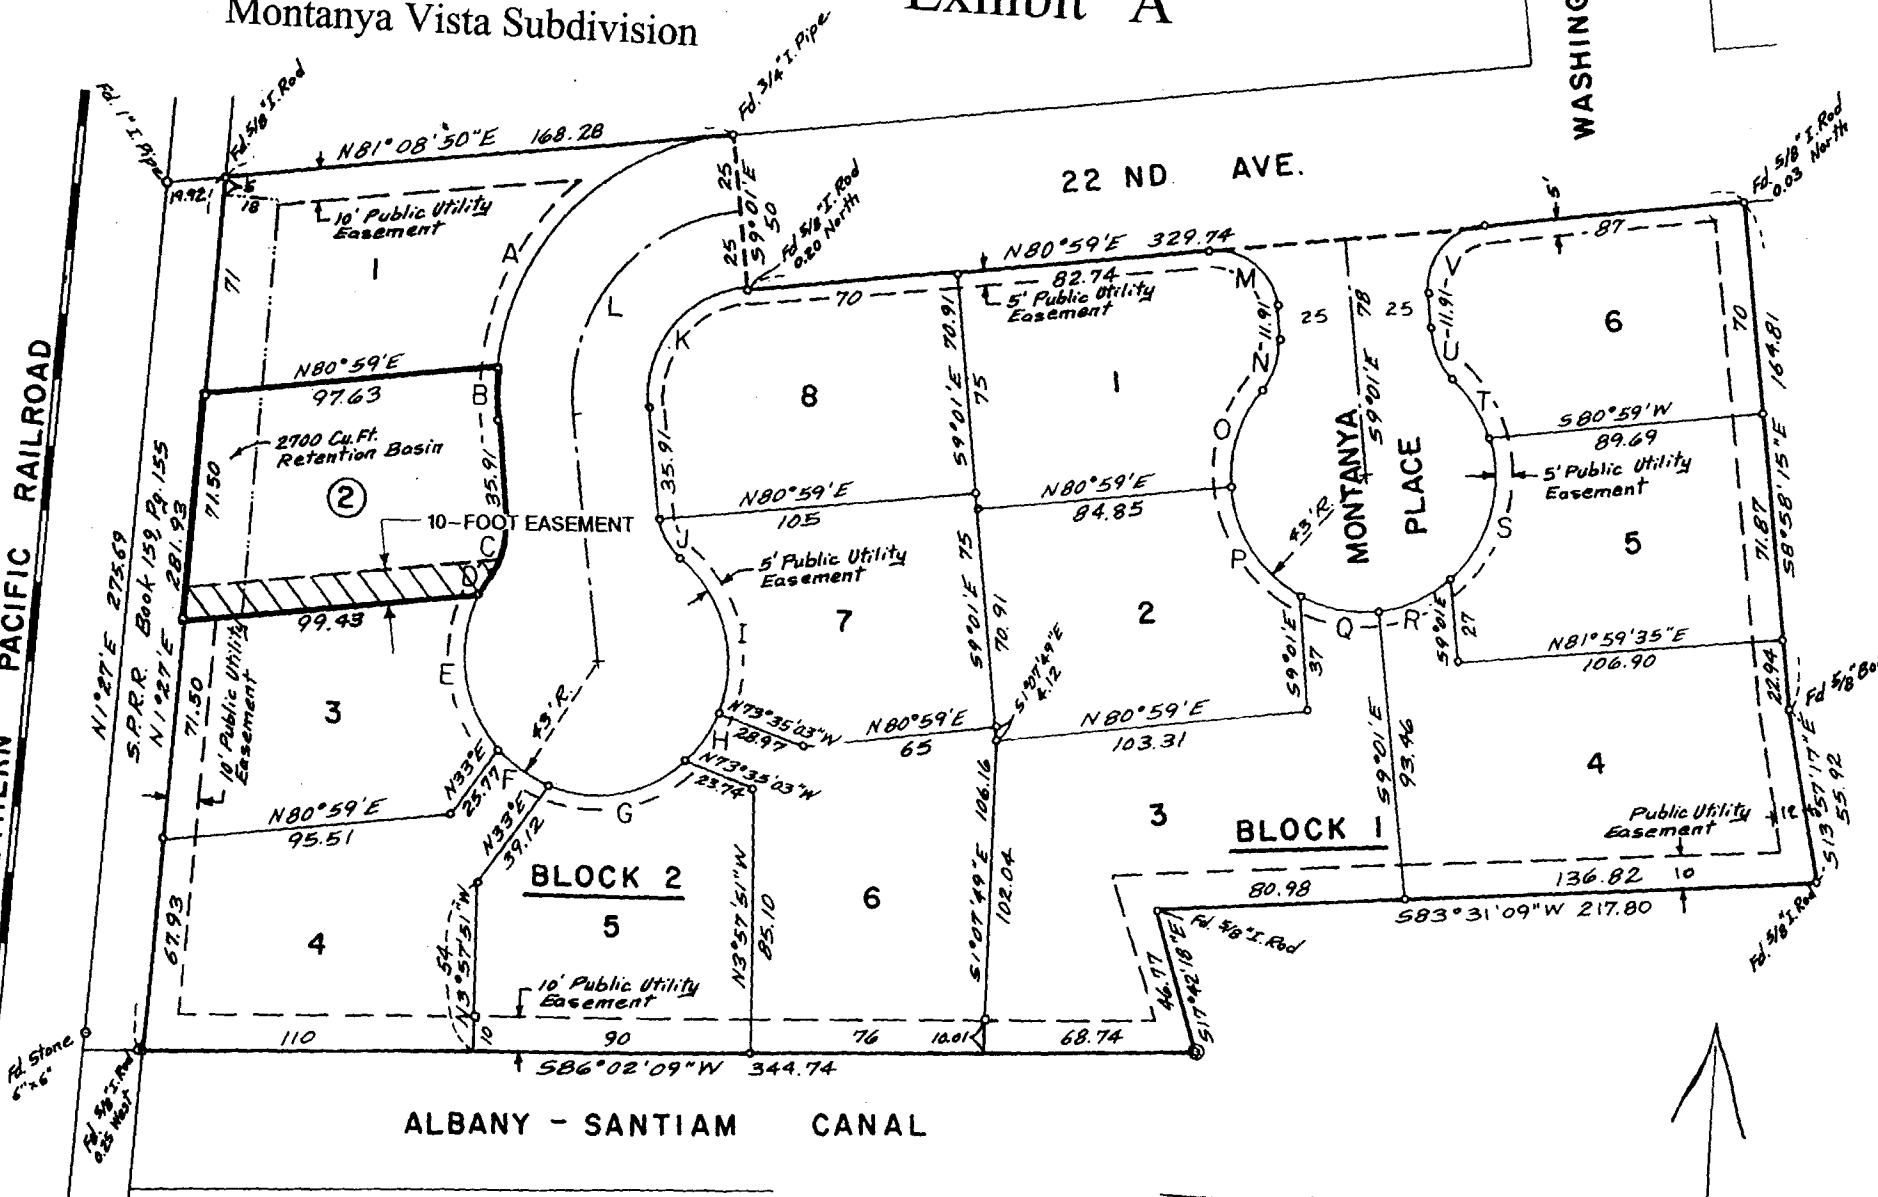 Montanya Vista Subdivision
Exhibit "A"
WASHING
Fd. 1" I. Pipe
Fd. 5/8" I. Rod
Fd. 3/4" I. Pipe
N81°08'50"E 168.28
19.92
5
18
10' Public Utility
Easement
1
71
A
L
25
25
S9°01'E
50
Fd. 5/8" I. Rod
0.20 North
22 ND AVE.
N80°59'E 329.74
82.74
5' Public Utility
Easement
70
K
M
11.91
N
O
25
25
78
S9°01'E
V
11.91
U
T
5'
87
6
Fd. 5/8" I. Rod
0.03 North
70
164.81
N80°59'E
97.63
B
2700 Cu. Ft.
Retention Basin
71.50
2
35.91
10-FOOT EASEMENT
C
D
99.43
35.91
J
8
N80°59'E
105
S9°01'E 70.91
75
1
N80°59'E
84.85
43' R.
MONTANYA
PLACE
S80°59'W
89.69
5' Public Utility
Easement
S
5
71.87
S8°58'15"E
P
Q
R
S9°01'E
27
N81°59'35"E
106.90
22.94
Fd 5/8" Bo
PACIFIC RAILROAD
N1°27'E 275.69
S.P.R.R. Book 159, Pg. 155
N1°27'E 281.93
71.50
10' Public Utility
Easement
3
E
5' Public Utility
Easement
I
7
S9°01'E 75
70.91
S1°07'49"E
4.12
2
S9°01'E
37
N80°59'E
103.31
N80°59'E
65
N73°35'03"W
28.97
H
N73°35'03"W
23.74
43' R.
F
G
N33°E
25.77
N33°E
39.12
N80°59'E
95.51
67.93
4
N3°57'51"W
54
10
BLOCK 2
5
N3°57'51"W
85.10
6
S1°07'49"E
106.16
102.04
10.01
3
BLOCK 1
S9°01'E
93.46
4
Public Utility
Easement
12
S13°57'17"E
55.92
80.98
136.82
10
S83°31'09"W 217.80
Fd. 5/8" I. Rod
Fd. 5/8" I. Rod
46.77
S17°42'18"E
10' Public Utility
Easement
110
90
76
68.74
S86°02'09"W 344.74
Fd. Stone
6"x6"
Fd. 5/8" I. Rod
0.25 West
ALBANY - SANTIAM CANAL